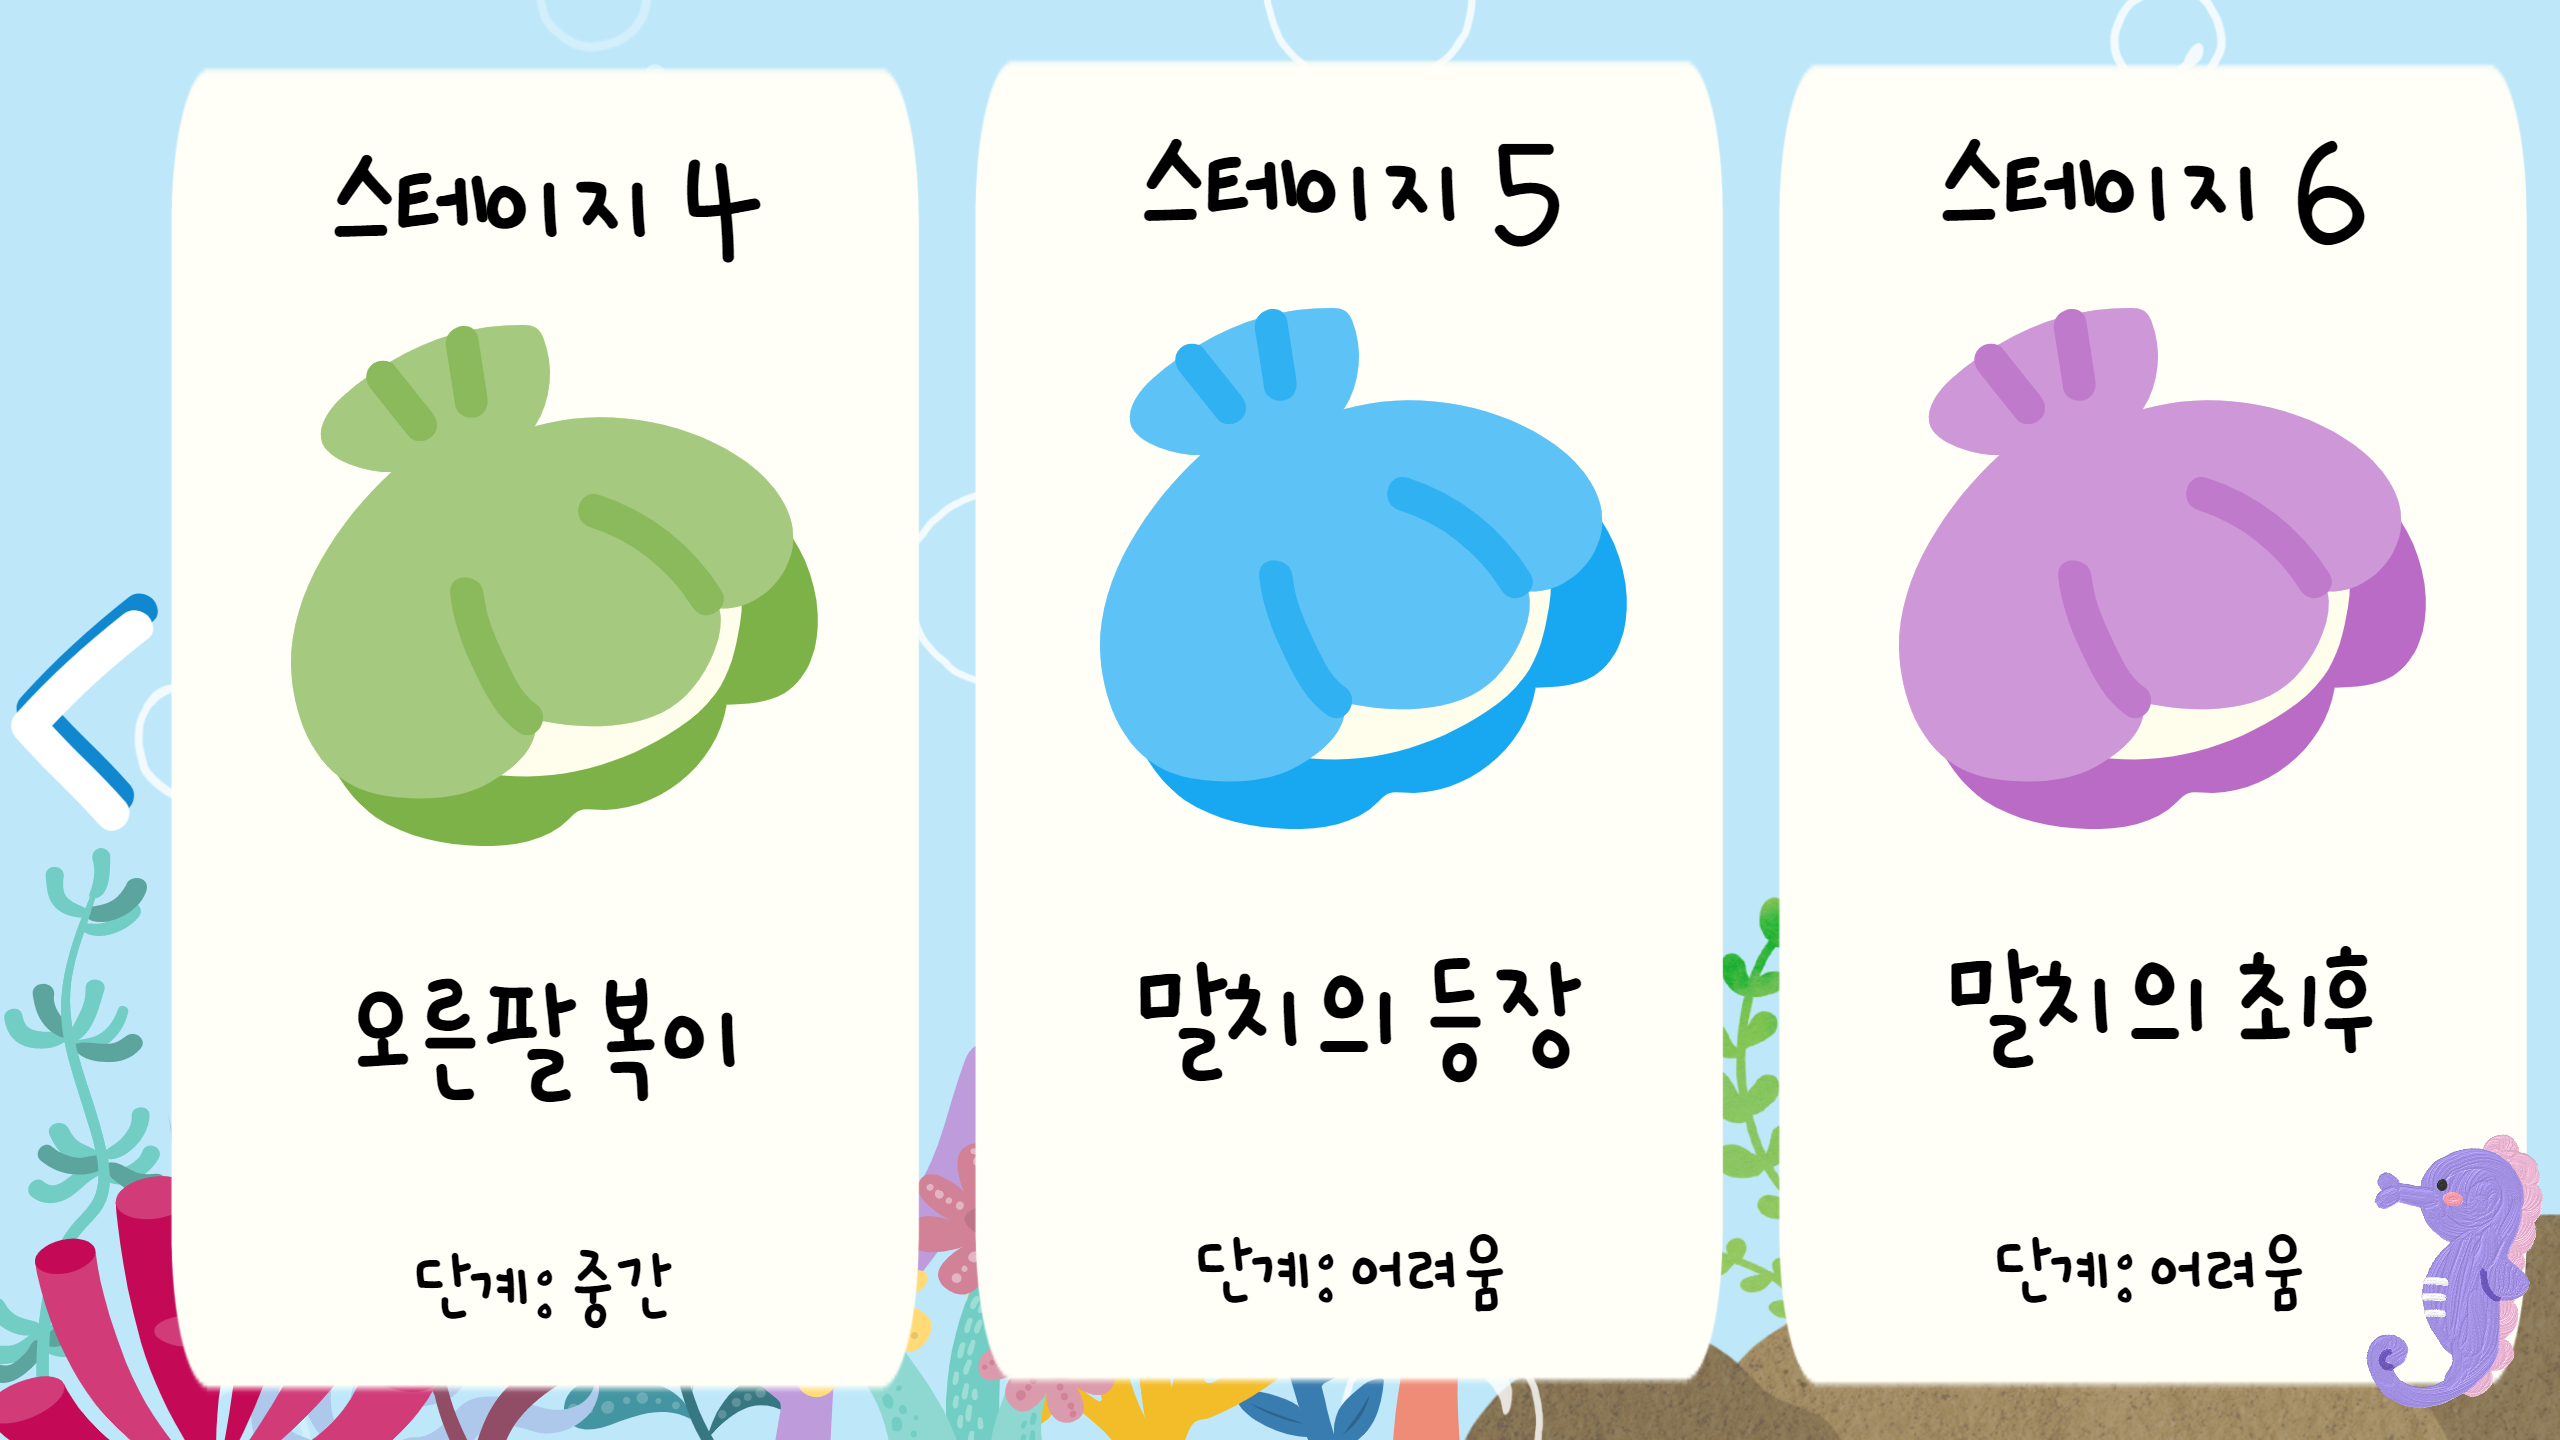 스테이지 4
오른팔 복이
단계: 중간
스테이지 5
말치의 등장
단계: 어려움
스테이지 6
말치의 최후
단계: 어려움